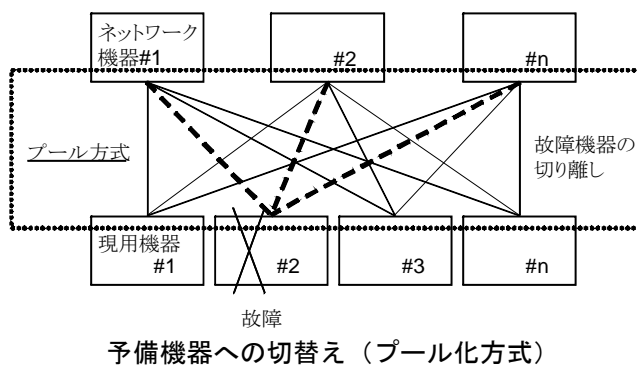 ネットワーク
機器#1
#2
#n
プール方式
故障機器の
切り離し
現用機器
#1
#2
#3
#n
故障
予備機器への切替え（プール化方式）